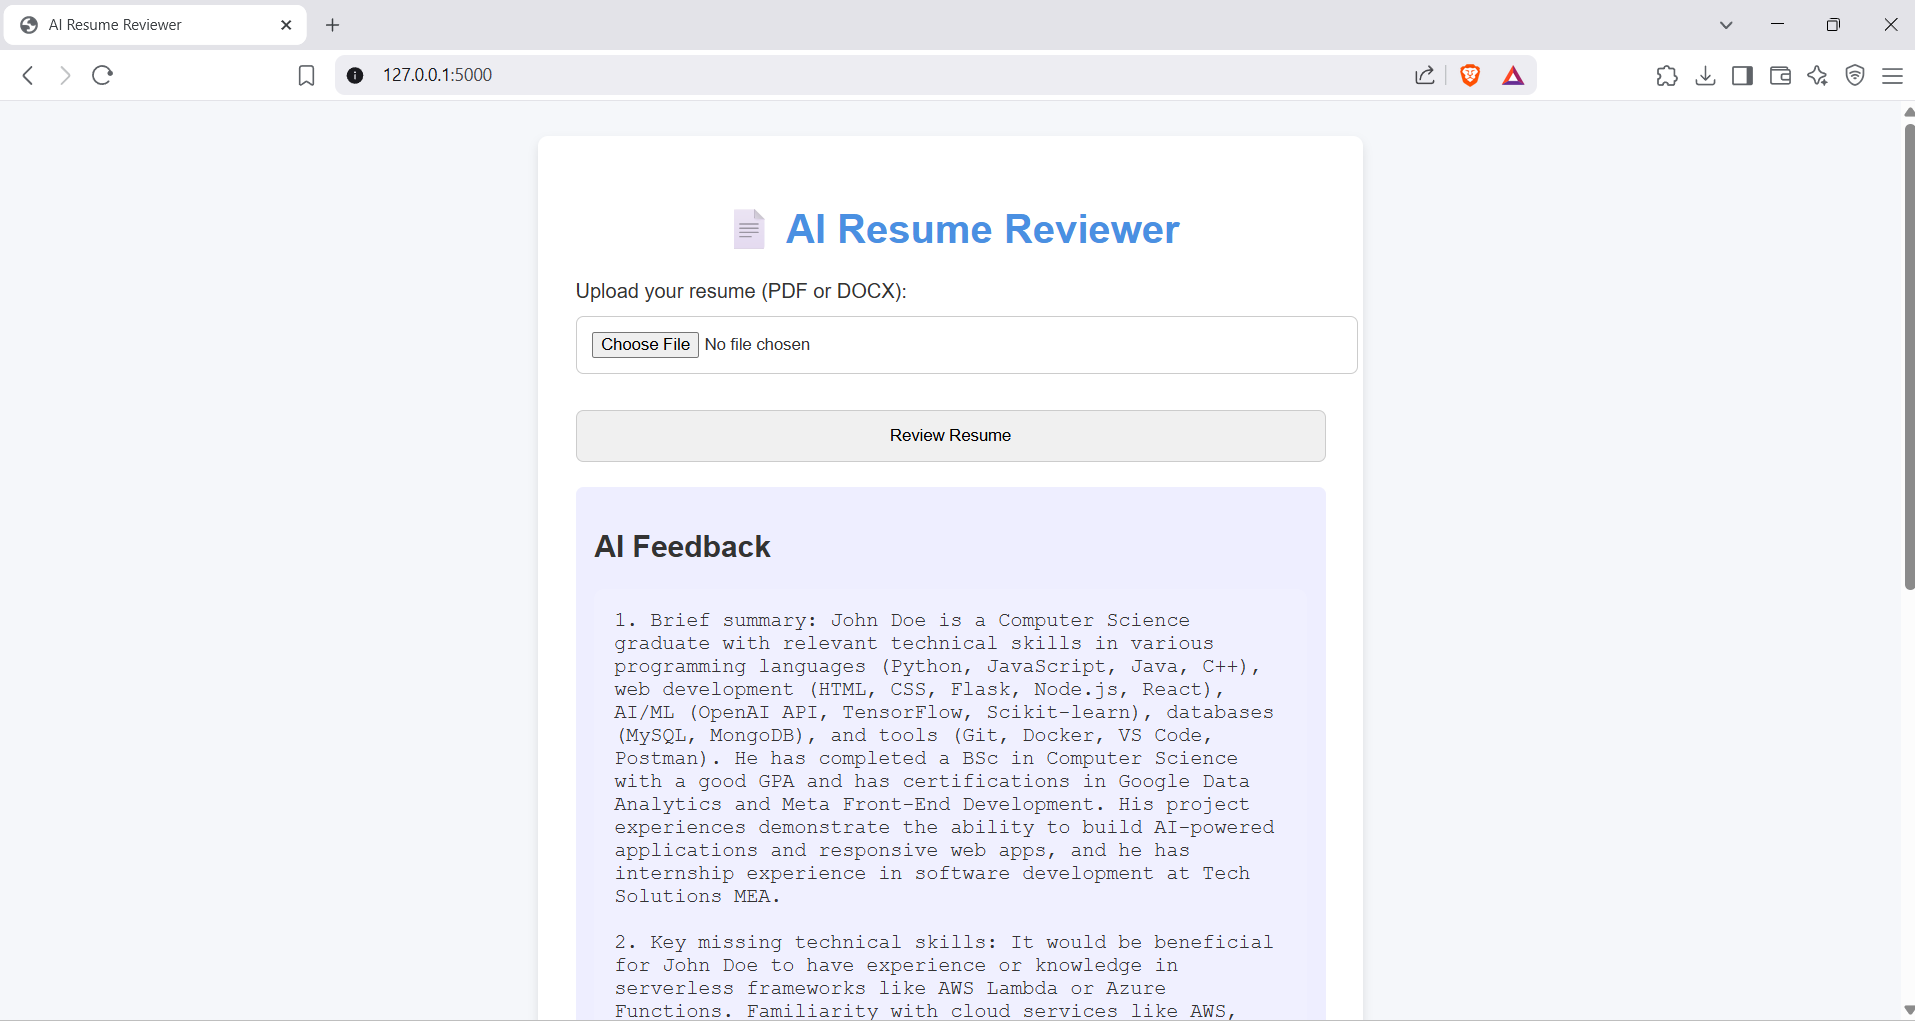 AI Resume Reviewer
127.0.0.1:5000
AI Resume Reviewer
Upload your resume (PDF or DOCX):
Choose File No file chosen
Review Resume
AI Feedback
1. Brief summary: John Doe is a Computer Science
graduate with relevant technical skills in various
programming languages (Python, JavaScript, Java, C++),
web development (HTML, CSS, Flask, Node.js, React),
AI/ML (OpenAI API, TensorFlow, Scikit-learn), databases
(MySQL, MongoDB), and tools (Git, Docker, VS Code,
Postman). He has completed a BSc in Computer Science
with a good GPA and has certifications in Google Data
Analytics and Meta Front-End Development. His project
experiences demonstrate the ability to build AI-powered
applications and responsive web apps, and he has
internship experience in software development at Tech
Solutions MEA.
2. Key missing technical skills: It would be beneficial
for John Doe to have experience or knowledge in
serverless frameworks like AWS Lambda or Azure
Functions. Familiarity with cloud services like AWS,